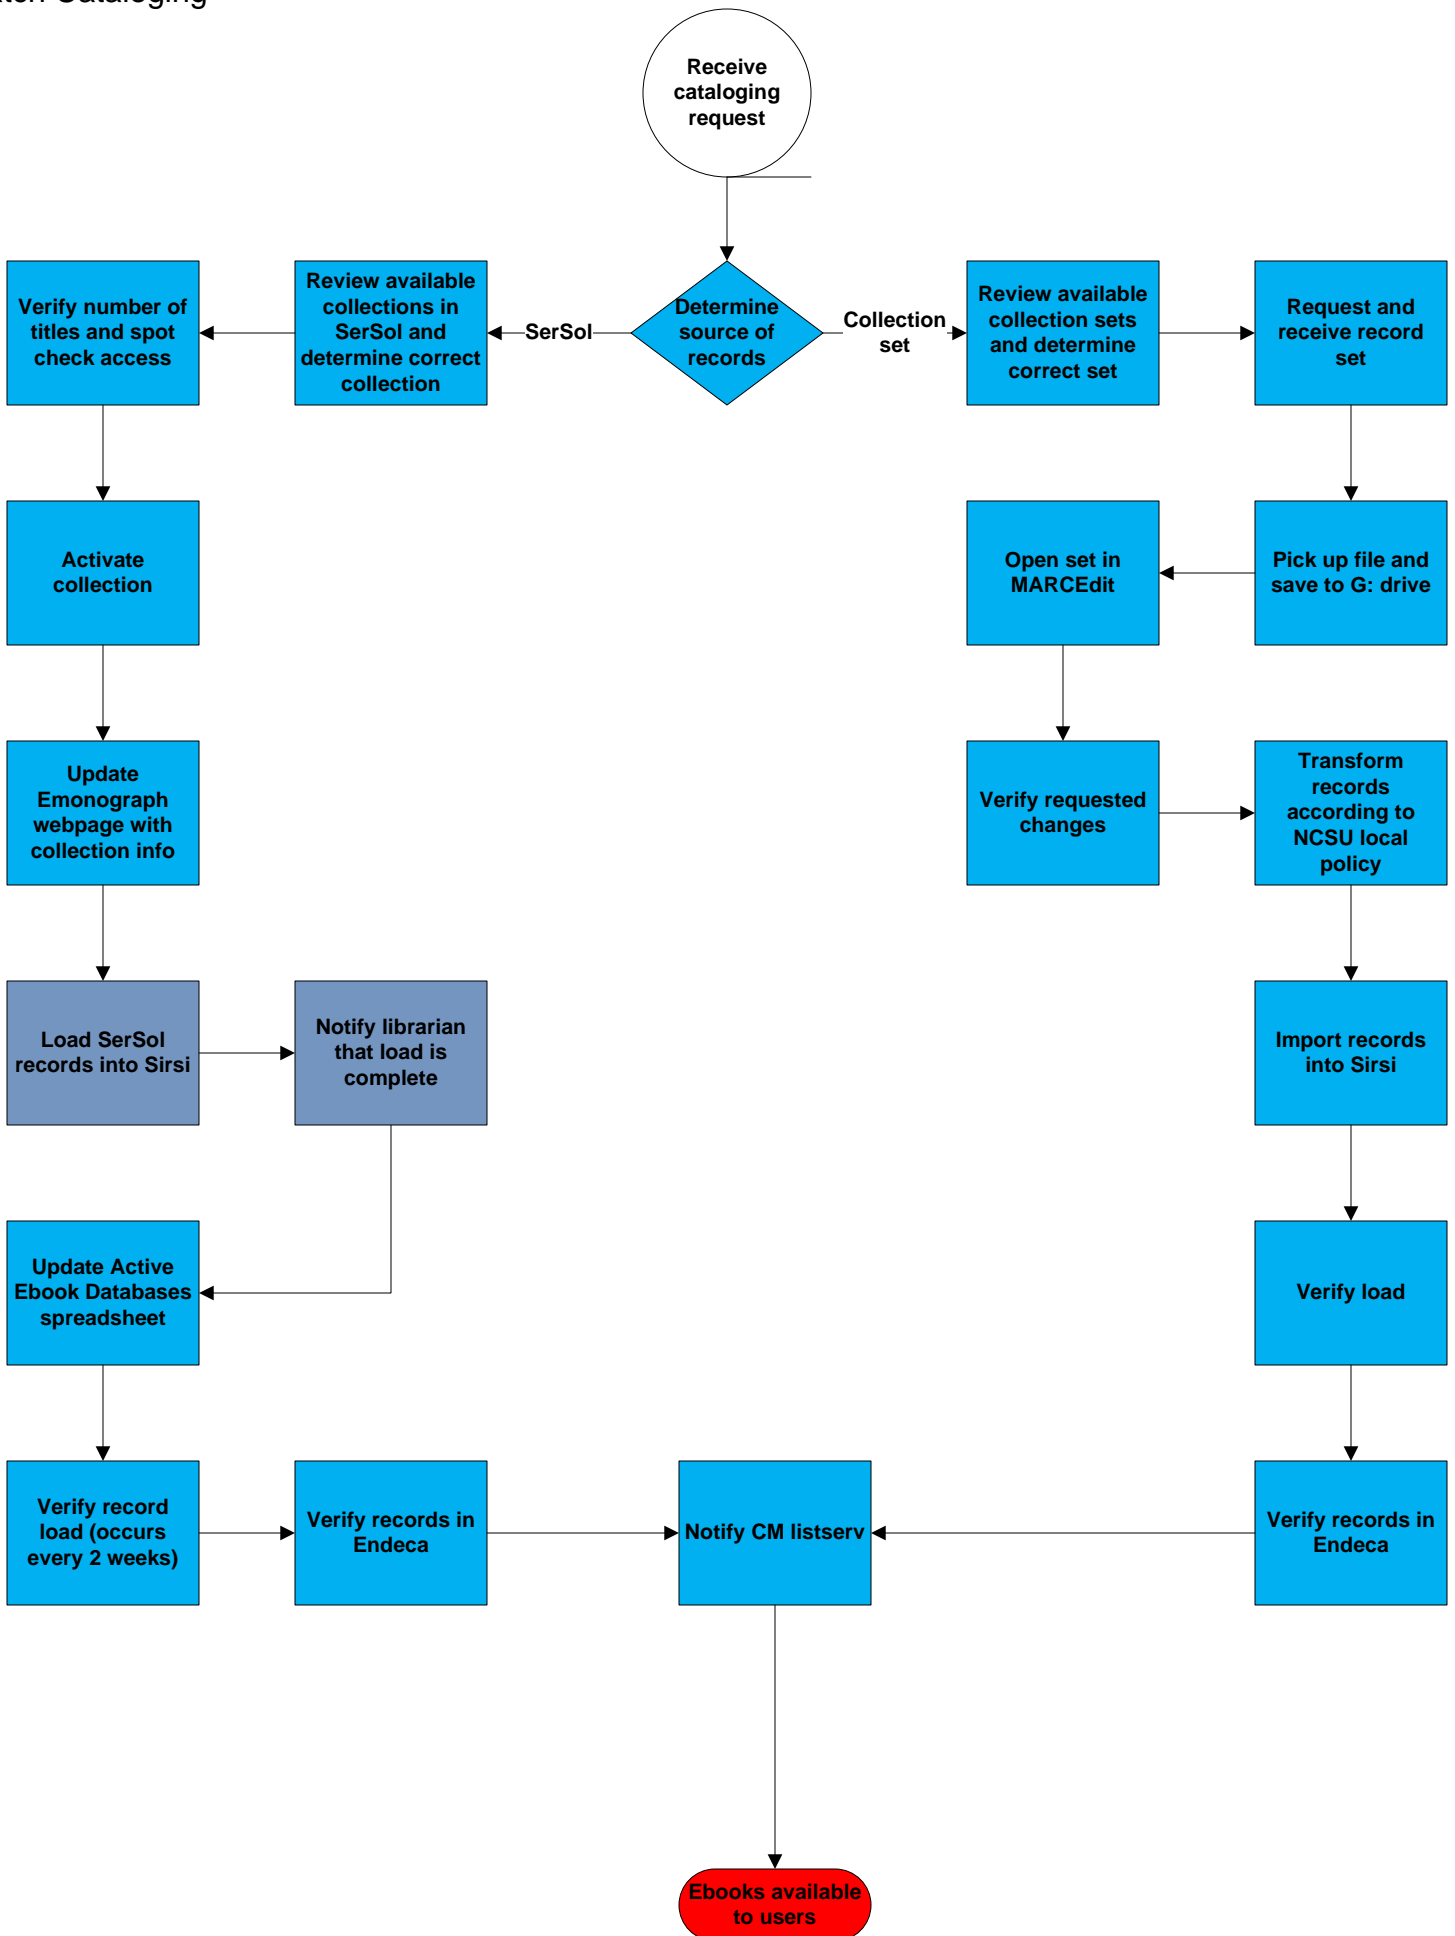 Cataloging
Receive
cataloging
request
Verify number of
titles and spot
check access
Review available
collections in
SerSol and
determine correct
collection
SerSol
Determine
source of
records
Collection
set
Review available
collection sets
and determine
correct set
Request and
receive record
set
Activate
collection
Open set in
MARCEdit
Pick up file and
save to G: drive
Update
Emonograph
webpage with
collection info
Verify requested
changes
Transform
records
according to
NCSU local
policy
Load SerSol
records into Sirsi
Notify librarian
that load is
complete
Import records
into Sirsi
Update Active
Ebook Databases
spreadsheet
Verify load
Verify record
load (occurs
every 2 weeks)
Verify records in
Endeca
Notify CM listserv
Verify records in
Endeca
Ebooks available
to users